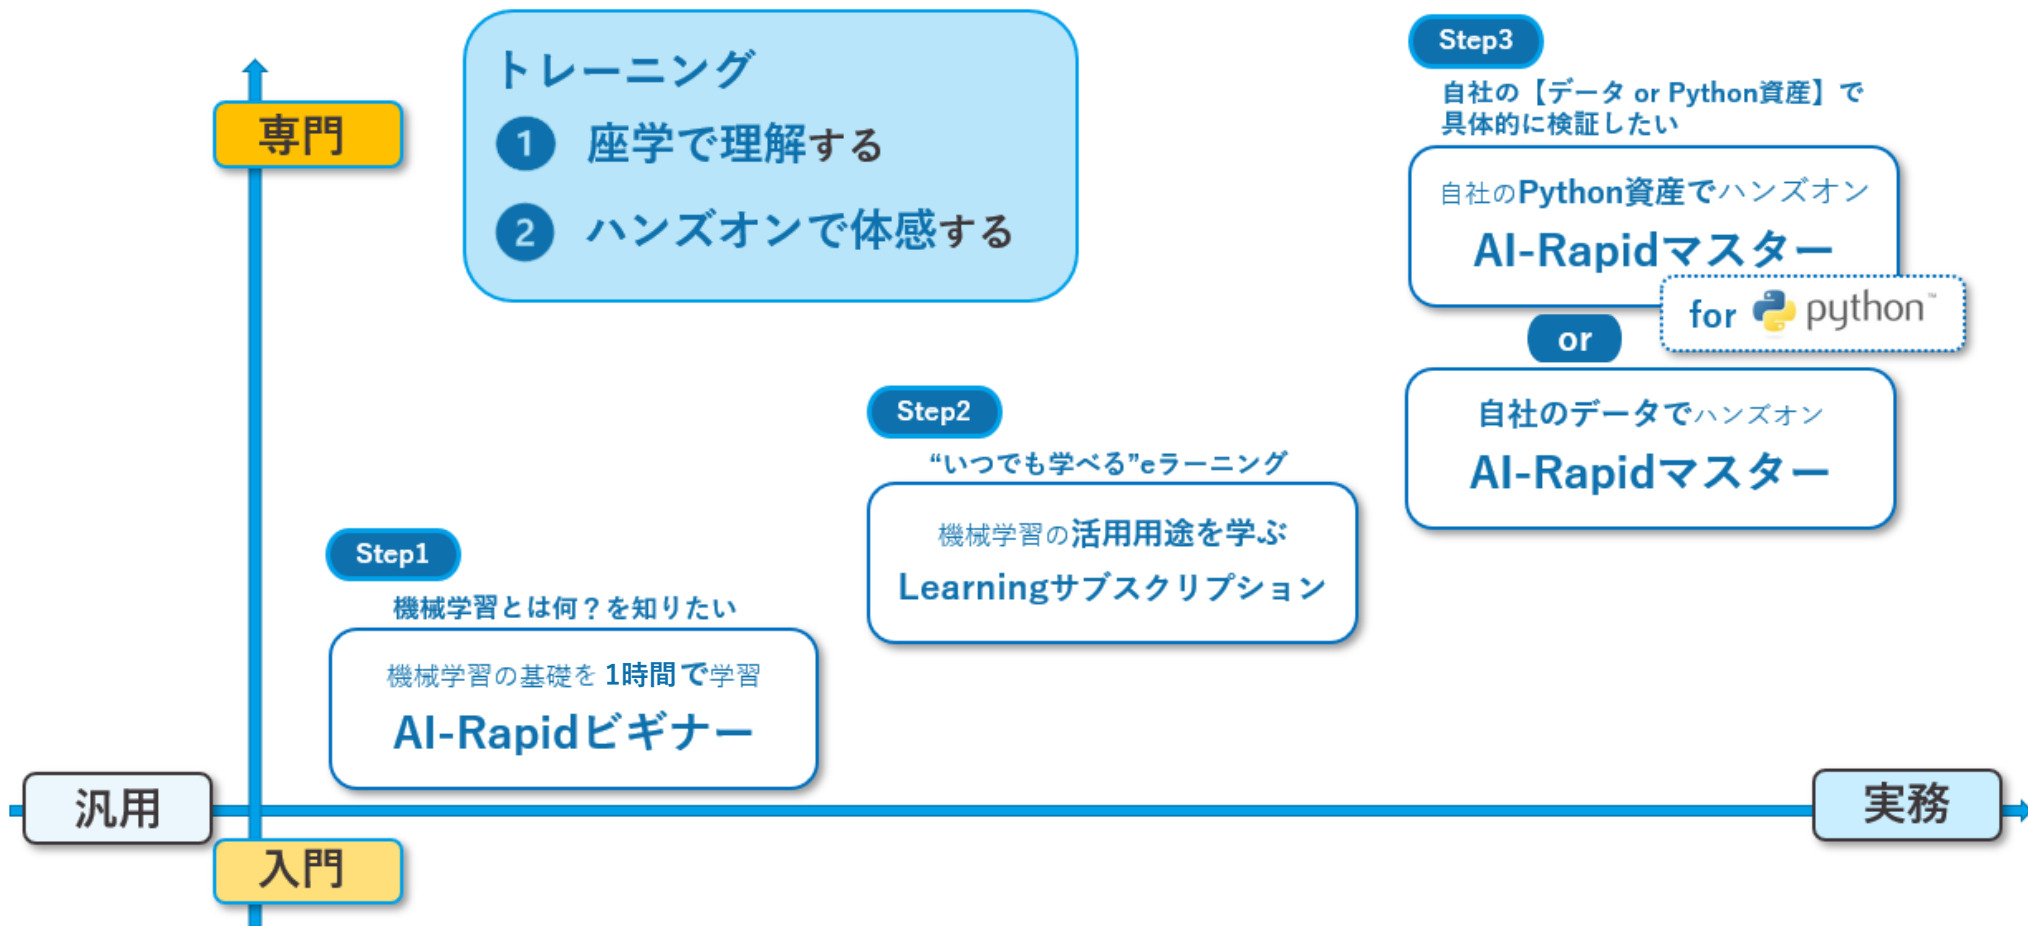 専門
トレーニング
1 座学で理解する
2 ハンズオンで体感する
Step3
自社の【データ or Python資産】で
具体的に検証したい
自社のPython資産でハンズオン
AI-Rapidマスター
for python™
or
自社のデータでハンズオン
AI-Rapidマスター
Step2
“いつでも学べる”eラーニング
機械学習の活用用途を学ぶ
Learningサブスクリプション
Step1
機械学習とは何？を知りたい
機械学習の基礎を 1時間で学習
AI-Rapidビギナー
汎用
実務
入門